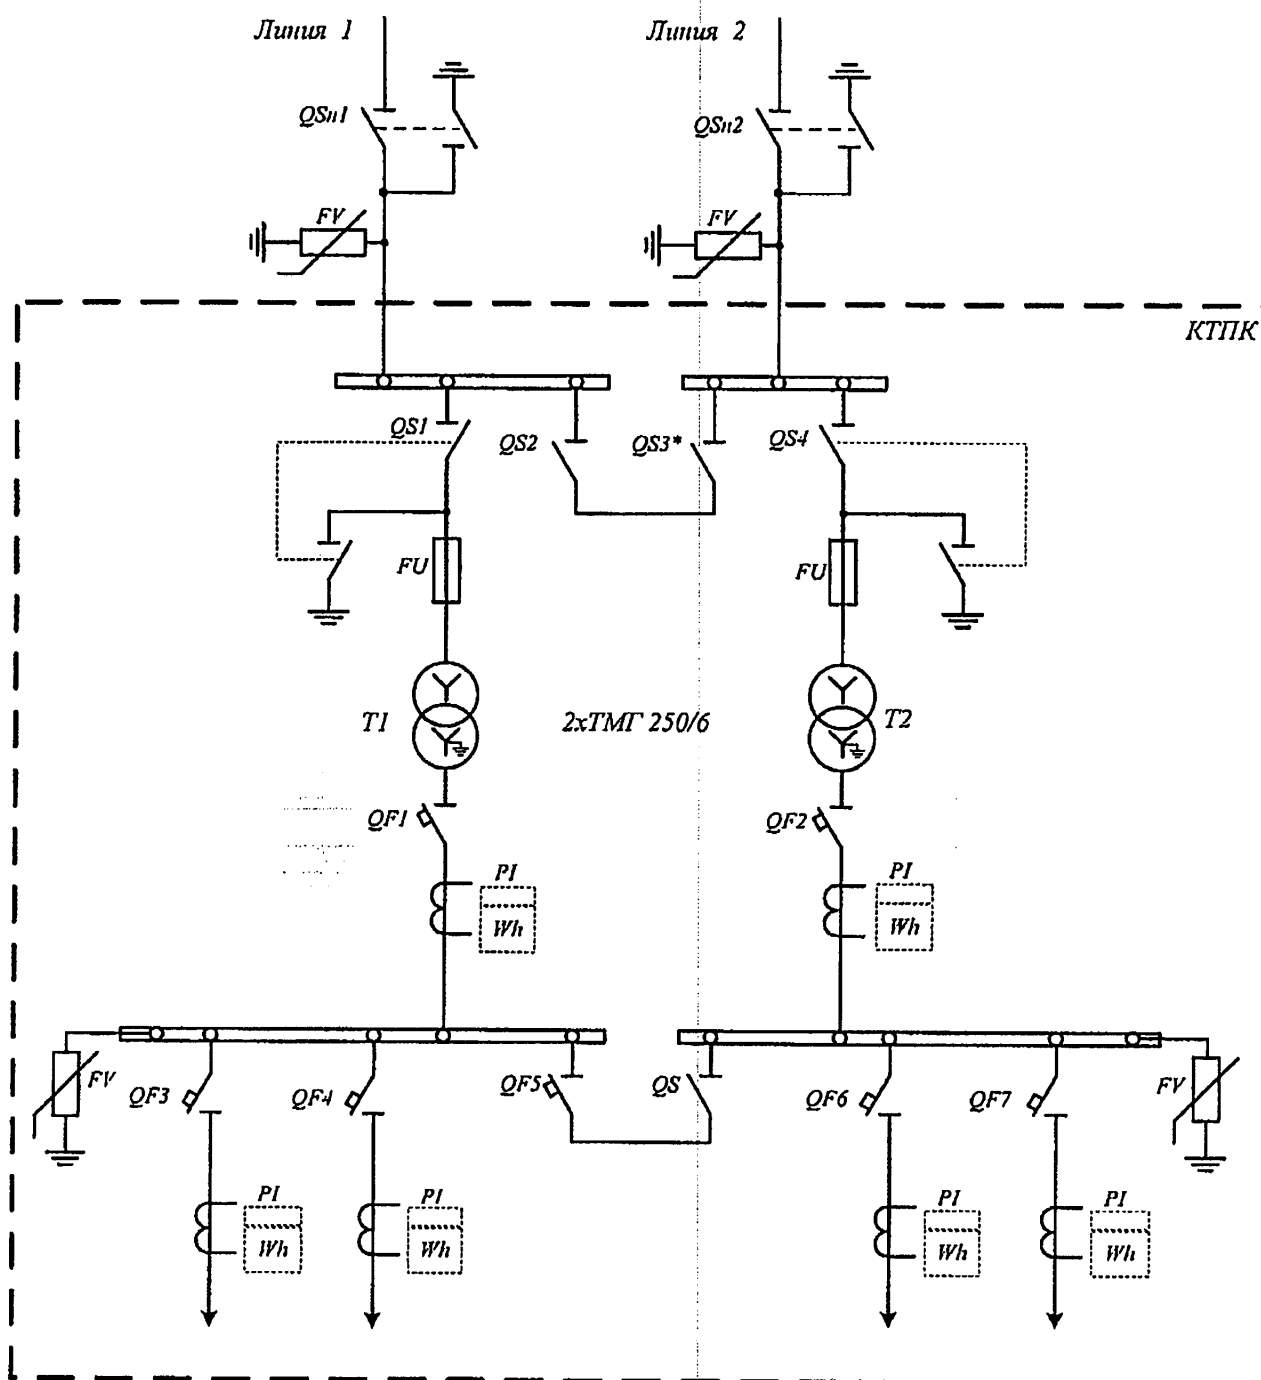 Линия 1
Линия 2
QSn1
QSn2
FV
FV
КТПК
QS1
QS2
QS3*
QS4
FU
FU
T1
2xТМГ 250/6
T2
QF1
QF2
PI
Wh
PI
Wh
FV
QF3
QF4
QF5
QS
QF6
QF7
FV
PI
Wh
PI
Wh
PI
Wh
PI
Wh